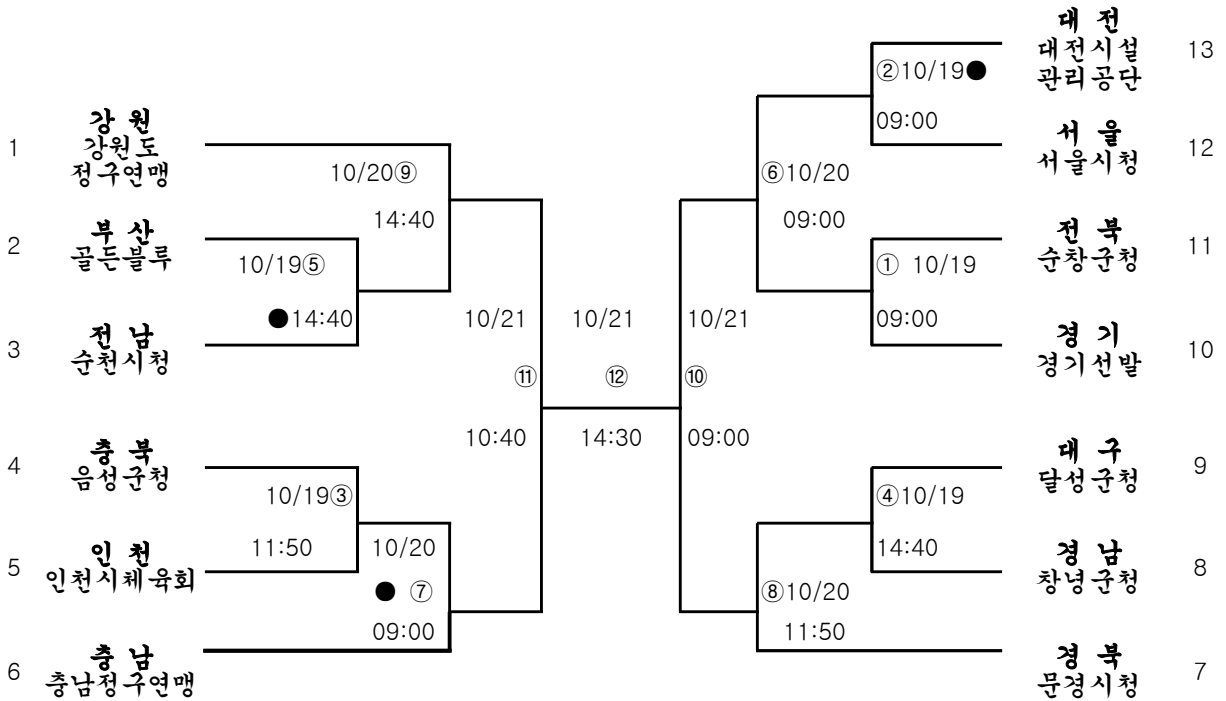 대 전
대전시설
관리공단
13
②10/19●
09:00
서 울
서울시청
12
강 원
강원도
정구연맹
1
10/20⑨
14:40
⑥10/20
09:00
부 산
골든블루
2
10/19⑤
●14:40
전 북
순창군청
11
① 10/19
09:00
전 남
순천시청
3
경 기
경기선발
10
10/21
⑪
10:40
10/21
⑫
14:30
10/21
⑩
09:00
충 북
음성군청
4
10/19③
11:50
대 구
달성군청
9
④10/19
14:40
인 천
인천시체육회
5
10/20
● ⑦
09:00
경 남
창녕군청
8
⑧10/20
11:50
충 남
충남정구연맹
6
경 북
문경시청
7